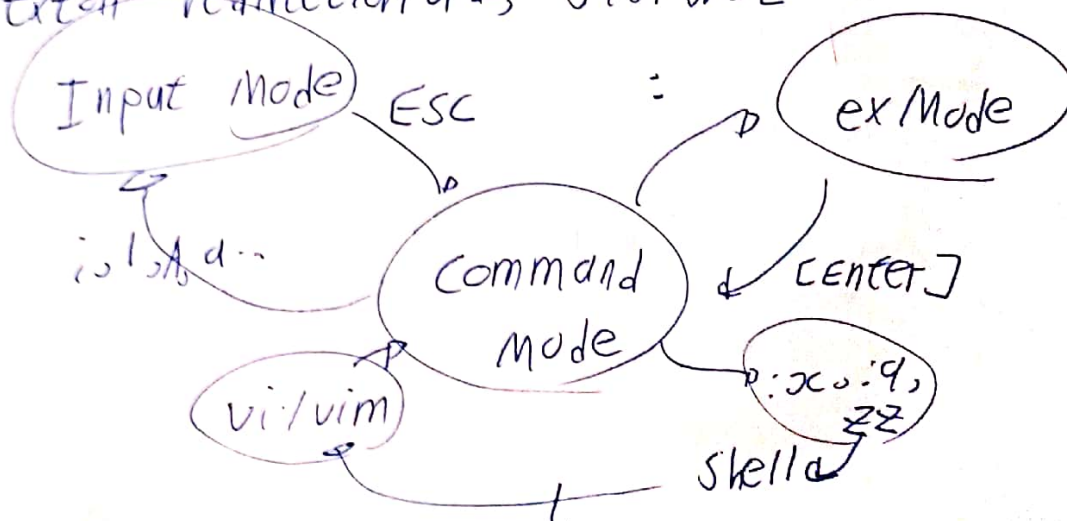 Input Mode
ESC
:
ex Mode
i, I, A, a...
Command
Mode
[Enter]
vi/vim
:x, :q,
ZZ
Shell